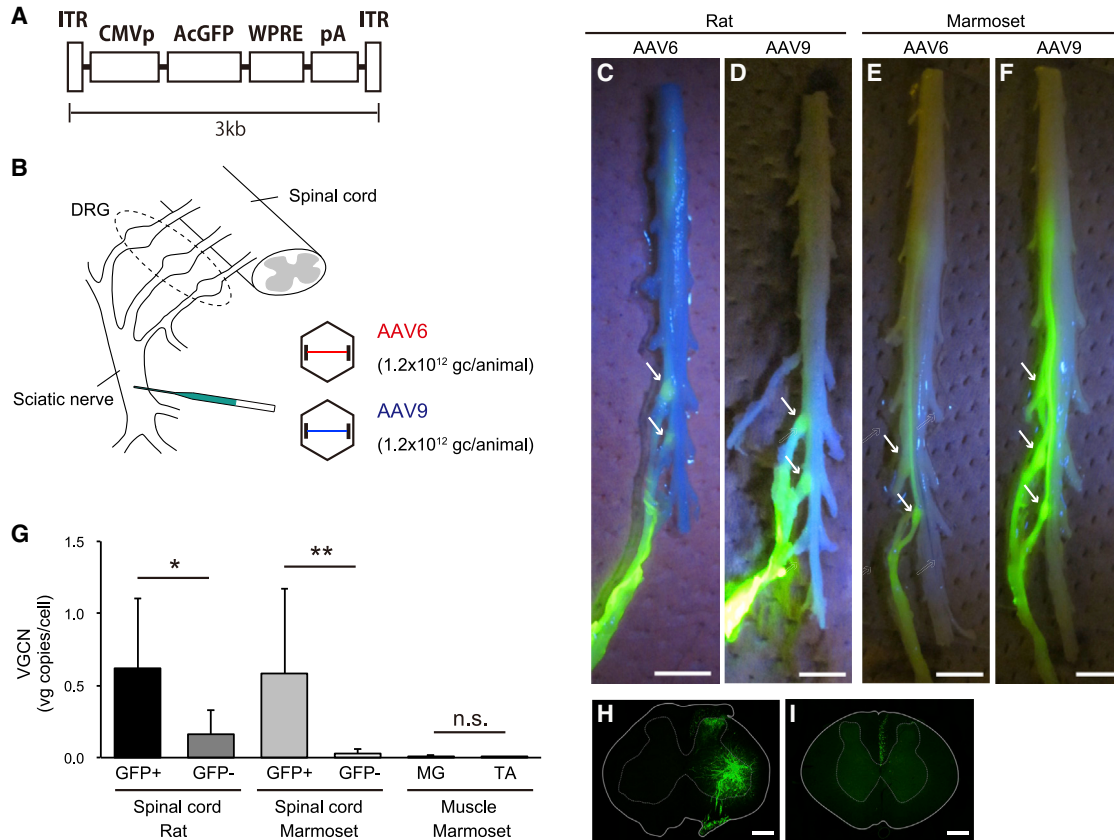 A
ITR CMVp AcGFP WPRE pA ITR
3kb
B
DRG
Spinal cord
Sciatic nerve
AAV6
(1.2x10¹² gc/animal)
AAV9
(1.2x10¹² gc/animal)
Rat Marmoset
AAV6 AAV9 AAV6 AAV9
C D E F
G
VGCN
(vg copies/cell)
1.5
1.0
0.5
0.0
* ** n.s.
GFP+ GFP- GFP+ GFP- MG TA
Spinal cord Spinal cord Muscle
Rat Marmoset Marmoset
H I